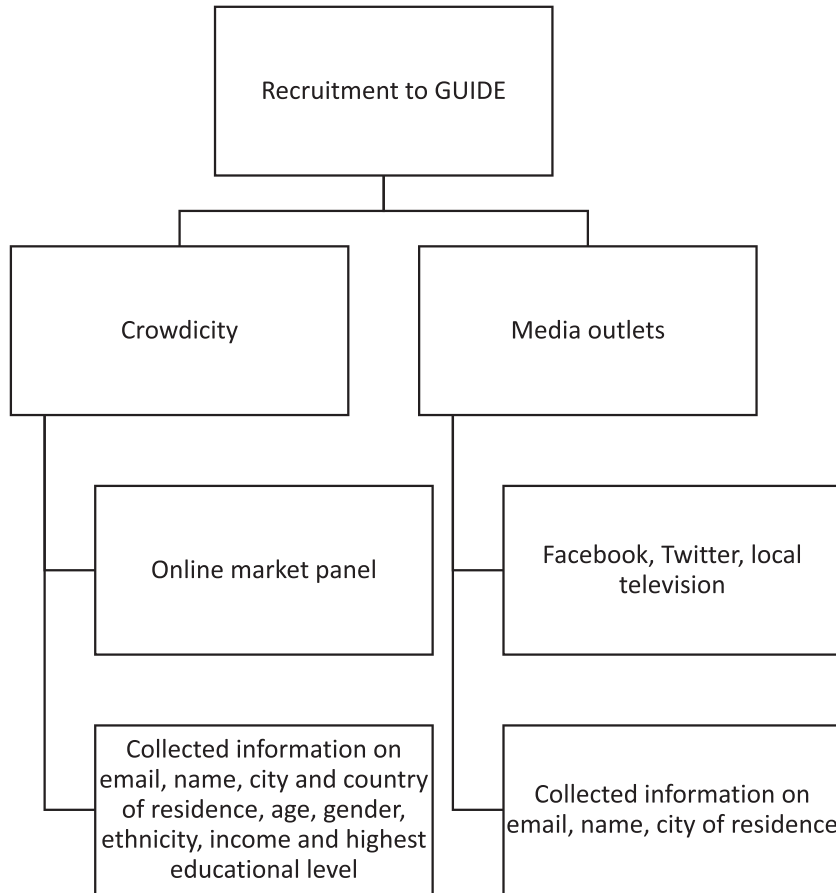 Recruitment to GUIDE
Crowdicity
Media outlets
Online market panel
Facebook, Twitter, local
television
Collected information on
email, name, city and country
of residence, age, gender,
ethnicity, income and highest
educational level
Collected information on
email, name, city of residence